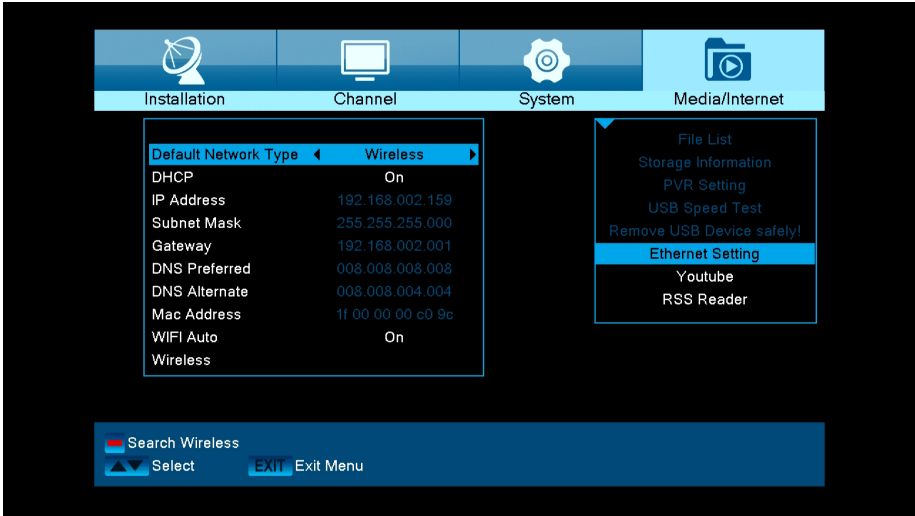 Installation Channel System Media/Internet
Default Network Type Wireless
DHCP On
IP Address 192.168.002.159
Subnet Mask 255.255.255.000
Gateway 192.168.002.001
DNS Preferred 008.008.008.008
DNS Alternate 008.008.004.004
Mac Address 1f 00 00 00 c0 9c
WIFI Auto On
Wireless
File List
Storage Information
PVR Setting
USB Speed Test
Remove USB Device safely!
Ethernet Setting
Youtube
RSS Reader
Search Wireless
Select EXIT Exit Menu